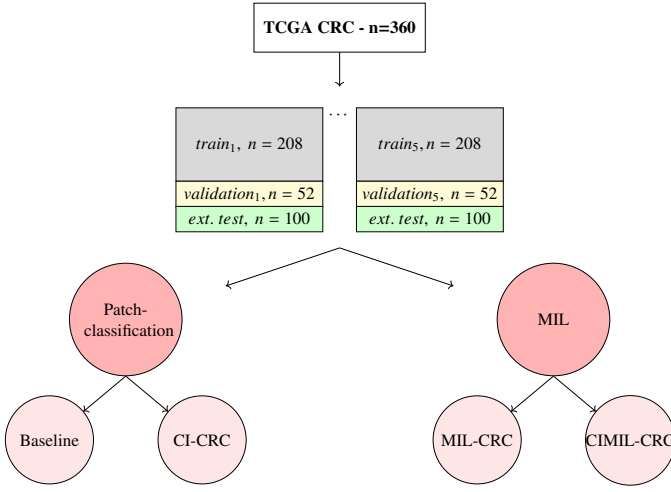 TCGA CRC - n=360
train₁, n = 208
...
train₅, n = 208
validation₁, n = 52
validation₅, n = 52
ext. test, n = 100
ext. test, n = 100
Patch-
classification
MIL
Baseline
CI-CRC
MIL-CRC
CIMIL-CRC